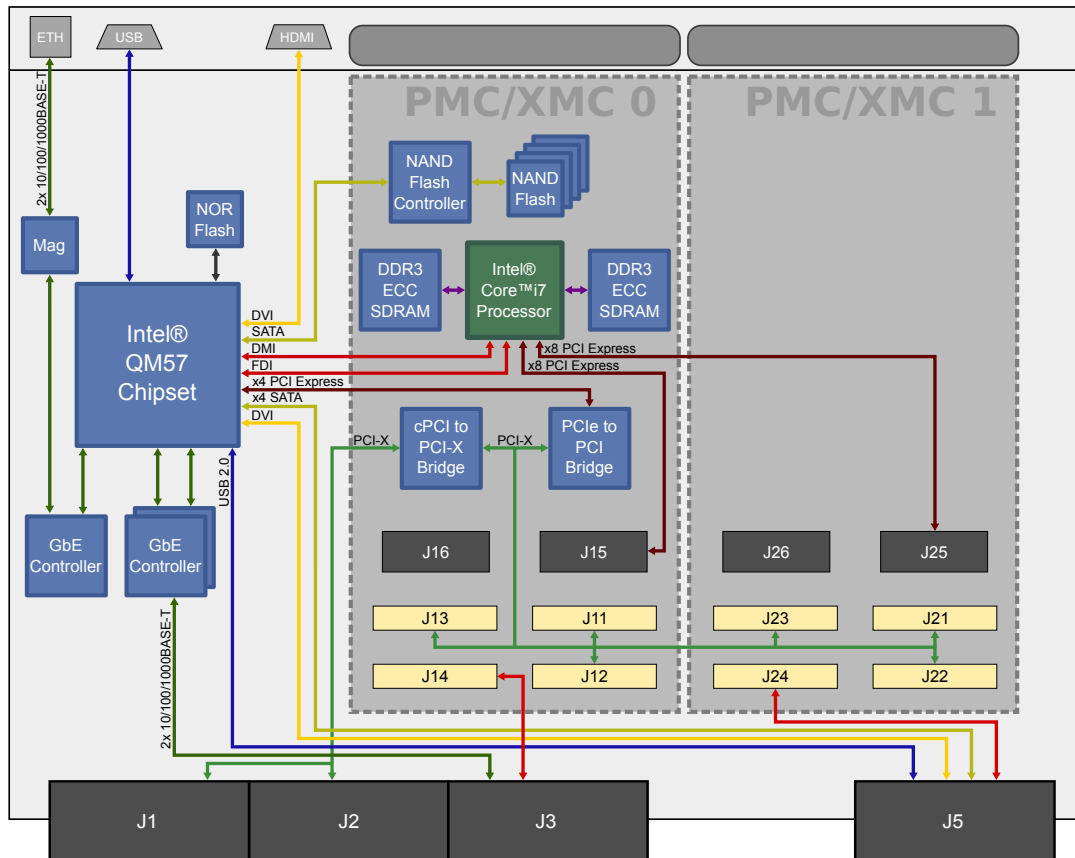 ETH
USB
HDMI
PMC/XMC 0
PMC/XMC 1
2x 10/100/1000BASE-T
NAND
Flash
Controller
NAND
Flash
NOR
Flash
Mag
DDR3
ECC
SDRAM
Intel®
Core™i7
Processor
DDR3
ECC
SDRAM
Intel®
QM57
Chipset
DVI
SATA
DMI
FDI
x4 PCI Express
x4 SATA
DVI
x8 PCI Express
x8 PCI Express
PCI-X
cPCI to
PCI-X
Bridge
PCI-X
PCIe to
PCI
Bridge
USB 2.0
GbE
Controller
GbE
Controller
J16
J15
J26
J25
J13
J11
J23
J21
J14
J12
J24
J22
2x 10/100/1000BASE-T
J1
J2
J3
J5